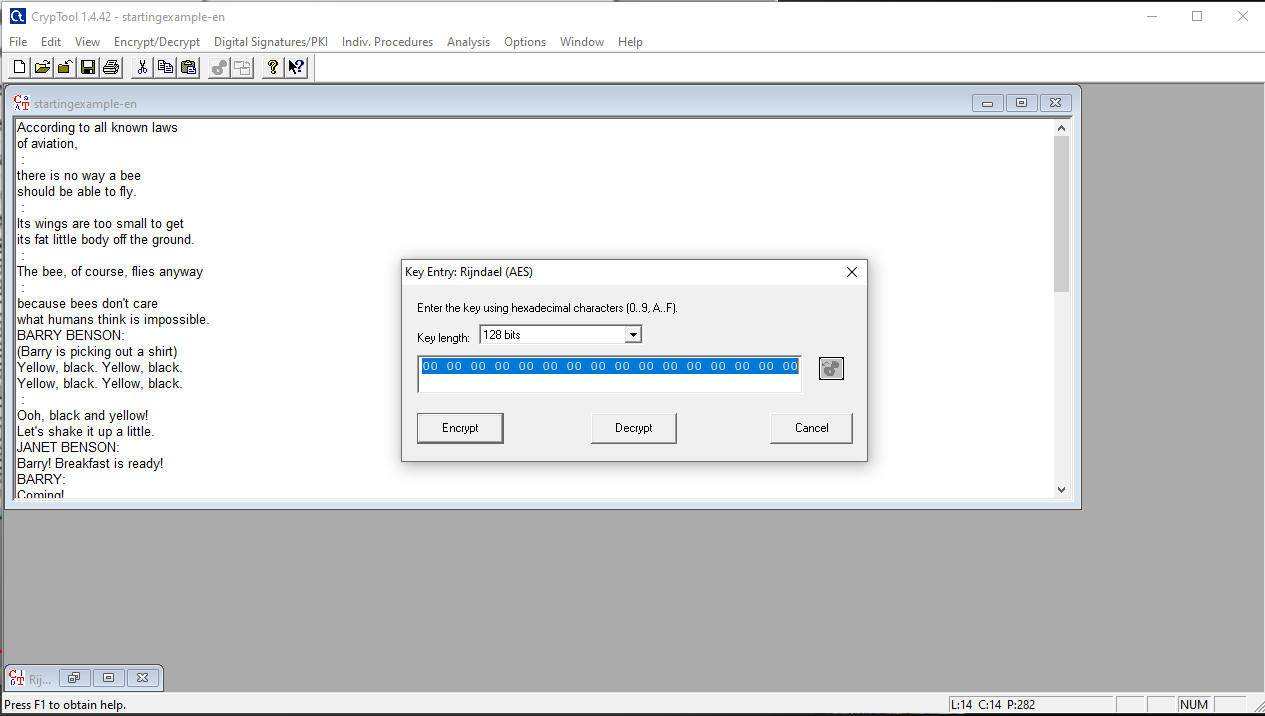 CrypTool 1.4.42 - startingexample-en
File Edit View Encrypt/Decrypt Digital Signatures/PKI Indiv. Procedures Analysis Options Window Help
startingexample-en
According to all known laws
of aviation,
:
there is no way a bee
should be able to fly.
:
Its wings are too small to get
its fat little body off the ground.
:
The bee, of course, flies anyway
:
because bees don't care
what humans think is impossible.
BARRY BENSON:
(Barry is picking out a shirt)
Yellow, black. Yellow, black.
Yellow, black. Yellow, black.
:
Ooh, black and yellow!
Let's shake it up a little.
JANET BENSON:
Barry! Breakfast is ready!
BARRY:
Coming!
Key Entry: Rijndael (AES)
Enter the key using hexadecimal characters (0..9, A..F).
Key length: 128 bits
00 00 00 00 00 00 00 00 00 00 00 00 00 00 00 00
Encrypt Decrypt Cancel
Rij...
Press F1 to obtain help. L:14 C:14 P:282 NUM